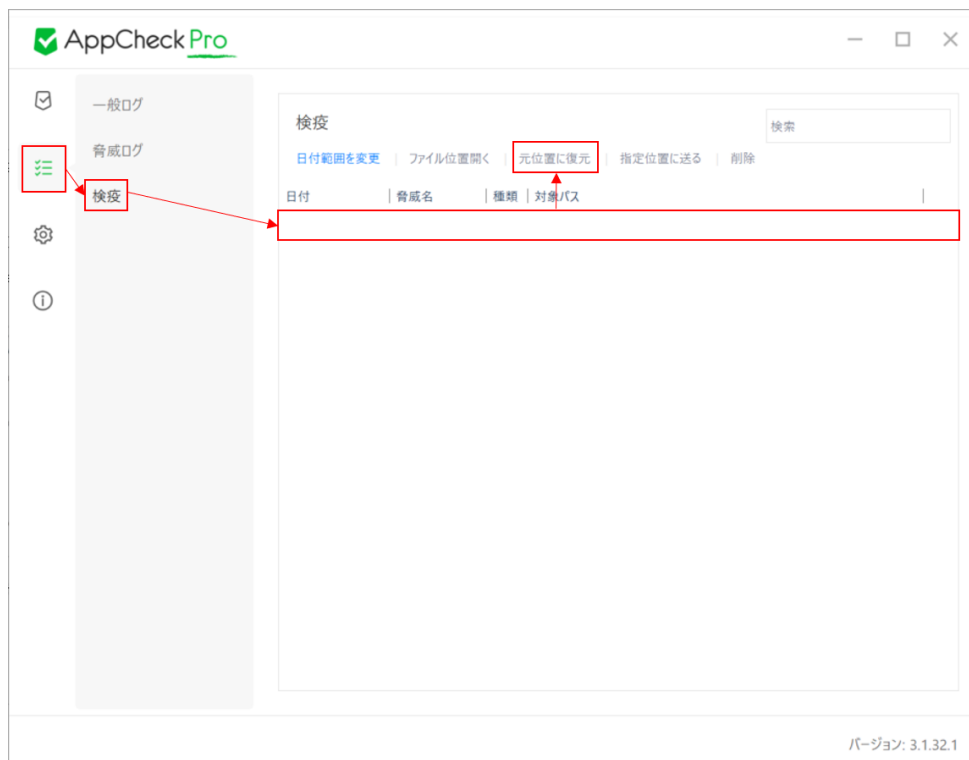 AppCheck Pro
一般ログ
脅威ログ
検疫
検疫
検索
日付範囲を変更 | ファイル位置開く | 元位置に復元 | 指定位置に送る | 削除
日付 | 脅威名 | 種類 | 対象パス |
バージョン: 3.1.32.1